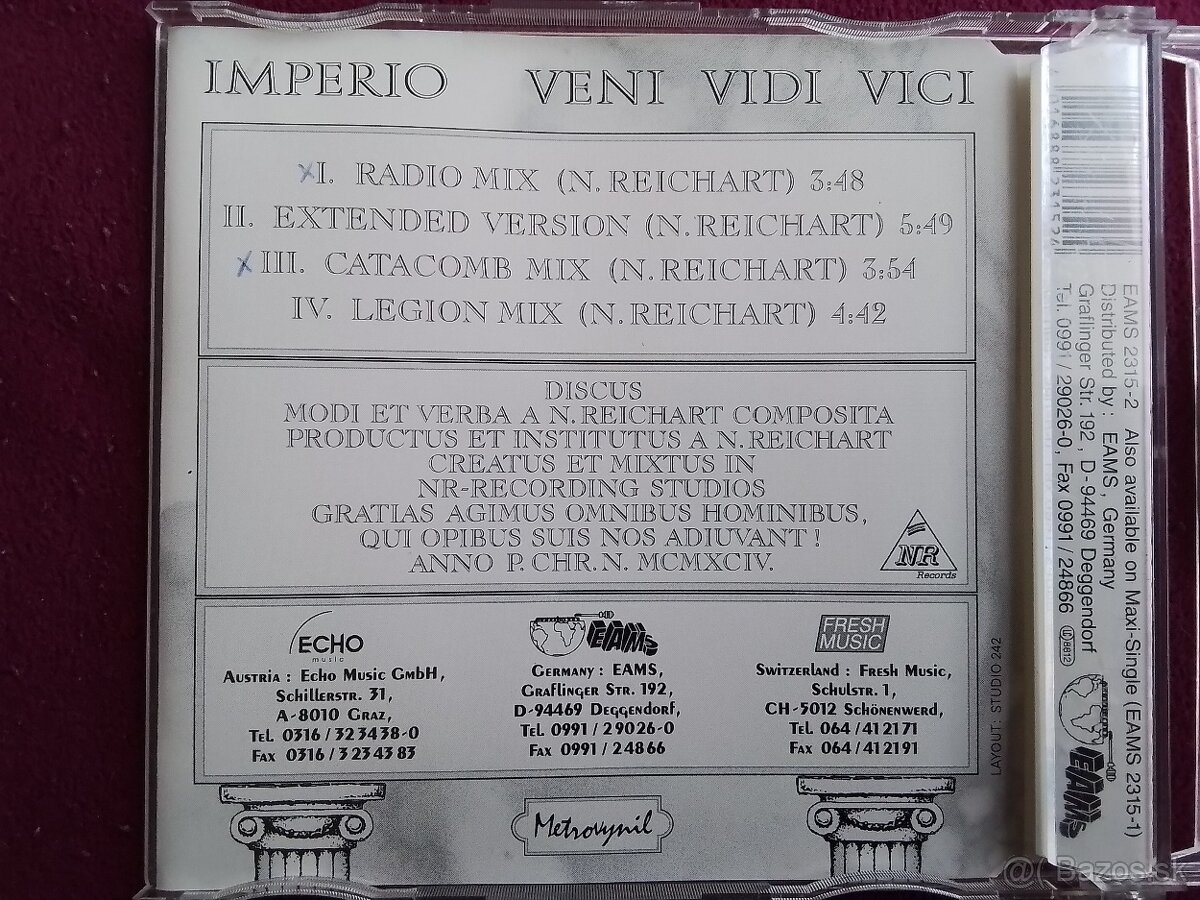 IMPERIO VENI VIDI VICI
xI. RADIO MIX (N. REICHART) 3:48
II. EXTENDED VERSION (N. REICHART) 5:49
xIII. CATACOMB MIX (N. REICHART) 3:54
IV. LEGION MIX (N. REICHART) 4:42
DISCUS
MODI ET VERBA A N. REICHART COMPOSITA
PRODUCTUS ET INSTITUTUS A N. REICHART
CREATUS ET MIXTUS IN
NR-RECORDING STUDIOS
GRATIAS AGIMUS OMNIBUS HOMINIBUS,
QUI OPIBUS SUIS NOS ADIUVANT!
ANNO P. CHR. N. MCMXCIV.
NR
Records
ECHO
music
AUSTRIA : ECHO MUSIC GMBH,
SCHILLERSTR. 31,
A-8010 GRAZ,
TEL. 0316 / 323438-0
FAX 0316 / 3234383
EAMS
GERMANY : EAMS,
GRAFLINGER STR. 192,
D-94469 DEGGENDORF,
TEL. 0991 / 29026-0
FAX 0991 / 24866
FRESH
MUSIC
SWITZERLAND : FRESH MUSIC,
SCHULSTR. 1,
CH-5012 SCHÖNENWERD,
TEL. 064/412171
FAX 064/412191
LAYOUT : STUDIO 242
Metrovynil
EAMS 2315-2 Also available on Maxi-Single (EAMS 2315-1)
Distributed by : EAMS, Germany
Graflinger Str. 192, D-94469 Deggendorf
Tel. 0991 / 29026-0, Fax 0991 / 24866
EAMS
Bazos.sk